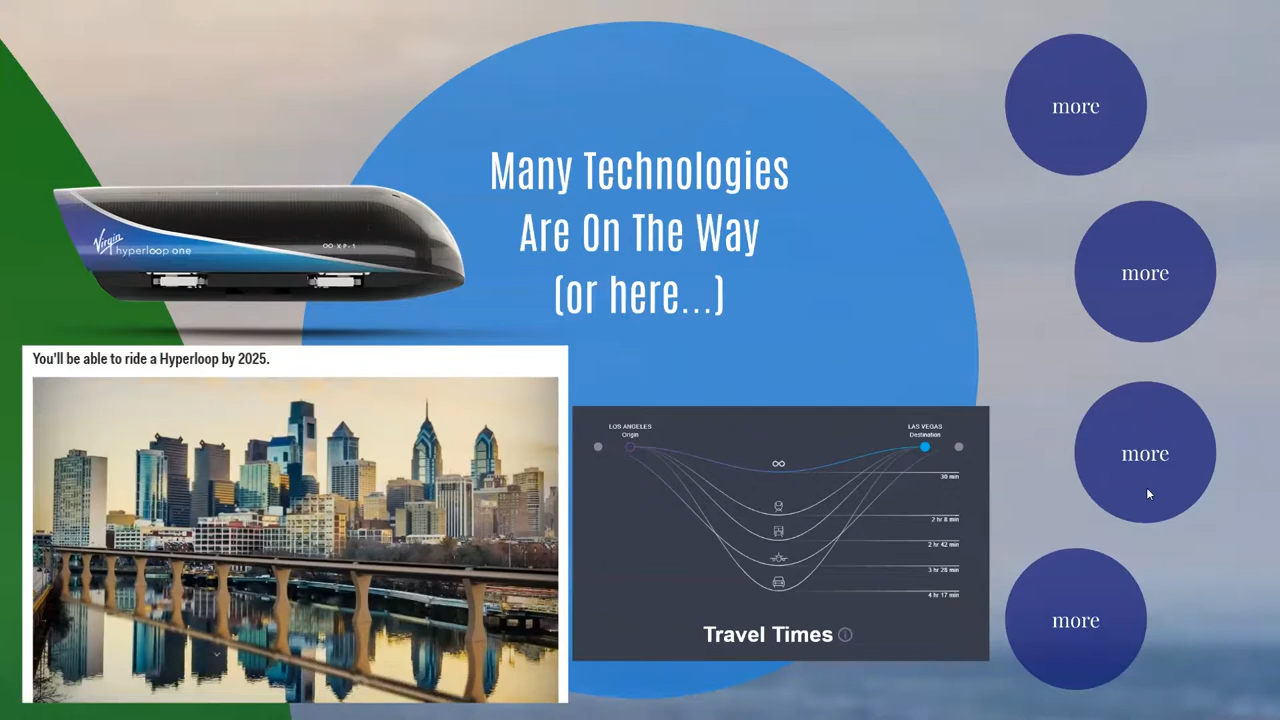 Many Technologies
Are On The Way
(or here...)
more
more
more
more
Virgin
hyperloop one
∞ XP-1
You'll be able to ride a Hyperloop by 2025.
LOS ANGELES
Origin
LAS VEGAS
Destination
30 min
2 hr 8 min
2 hr 42 min
3 hr 28 min
4 hr 17 min
Travel Times